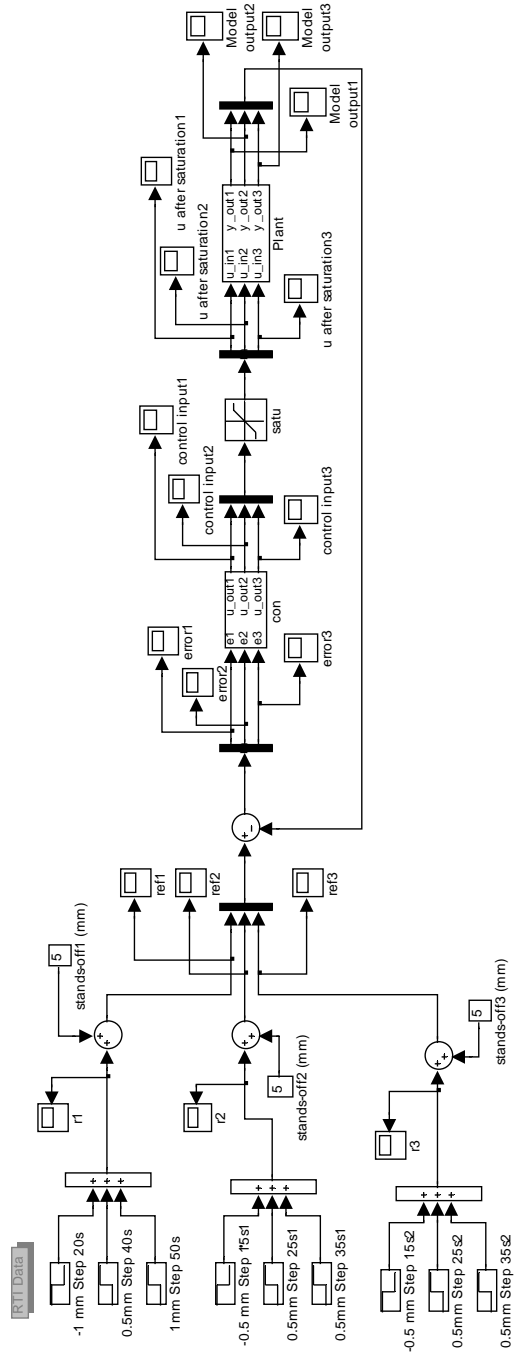 RTI Data
-1 mm Step 20s
0.5mm Step 40s
1mm Step 50s
-0.5 mm Step 15s1
0.5mm Step 25s1
0.5mm Step 35s1
-0.5 mm Step 15s2
0.5mm Step 25s2
0.5mm Step 35s2
+
+
+
+
+
+
+
+
+
r1
r2
r3
5
stands-off1 (mm)
5
stands-off2 (mm)
5
stands-off3 (mm)
+
+
+
+
+
+
ref1
ref2
ref3
+
-
error1
error2
error3
e1 u_out1
e2 u_out2
e3 u_out3
con
control input1
control input2
control input3
satu
u after saturation1
u after saturation2
u after saturation3
u_in1 y_out1
u_in2 y_out2
u_in3 y_out3
Plant
Model
output2
Model
output3
Model
output1